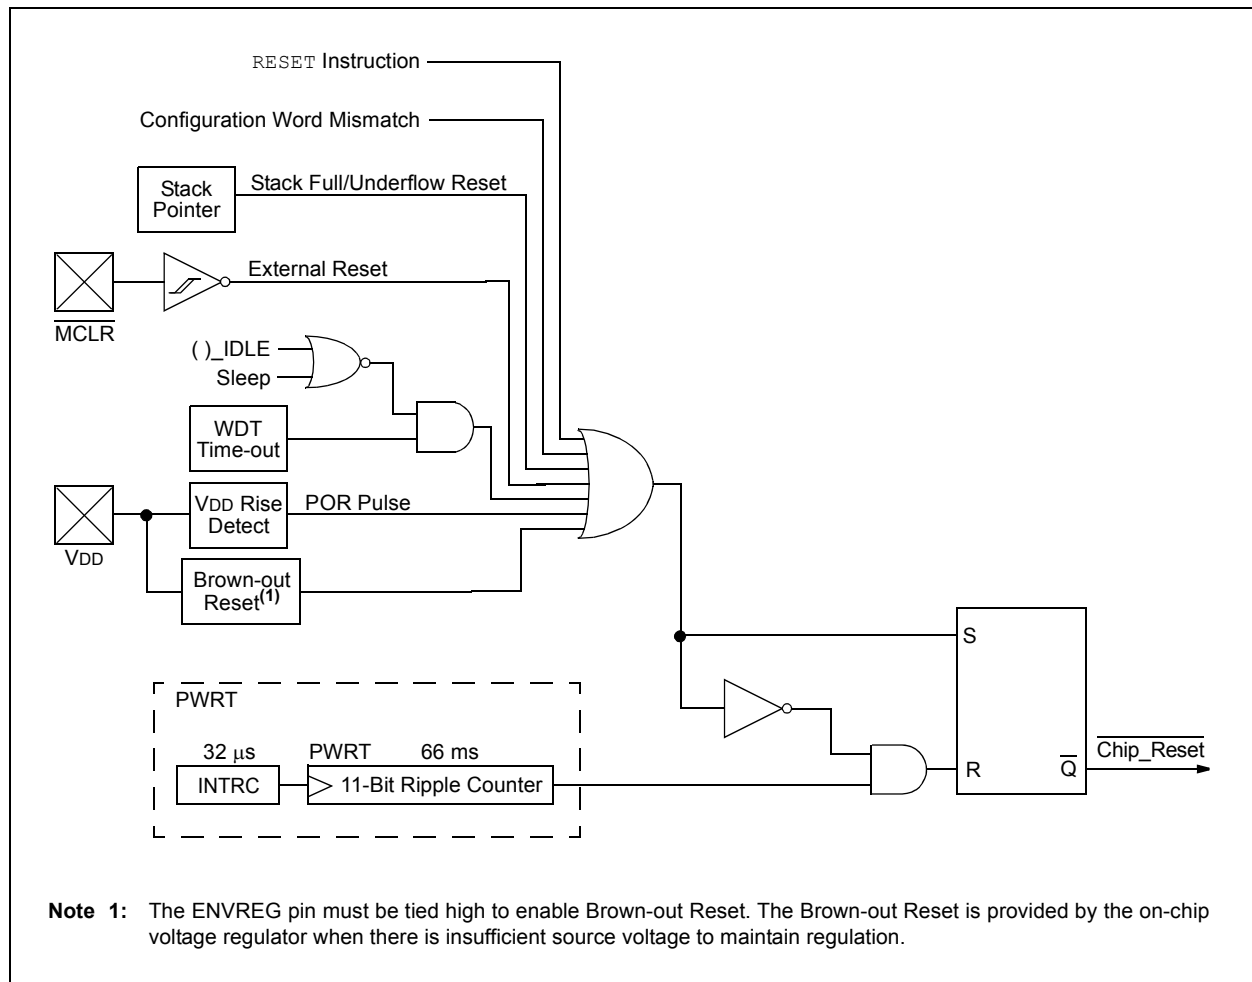 RESET Instruction
Configuration Word Mismatch
Stack
Pointer
Stack Full/Underflow Reset
External Reset
MCLR
( )_IDLE
Sleep
WDT
Time-out
VDD Rise
Detect
POR Pulse
VDD
Brown-out
Reset(1)
S
PWRT
32 μs
PWRT
66 ms
INTRC
11-Bit Ripple Counter
R
Q
Chip_Reset
Note 1: The ENVREG pin must be tied high to enable Brown-out Reset. The Brown-out Reset is provided by the on-chip
voltage regulator when there is insufficient source voltage to maintain regulation.